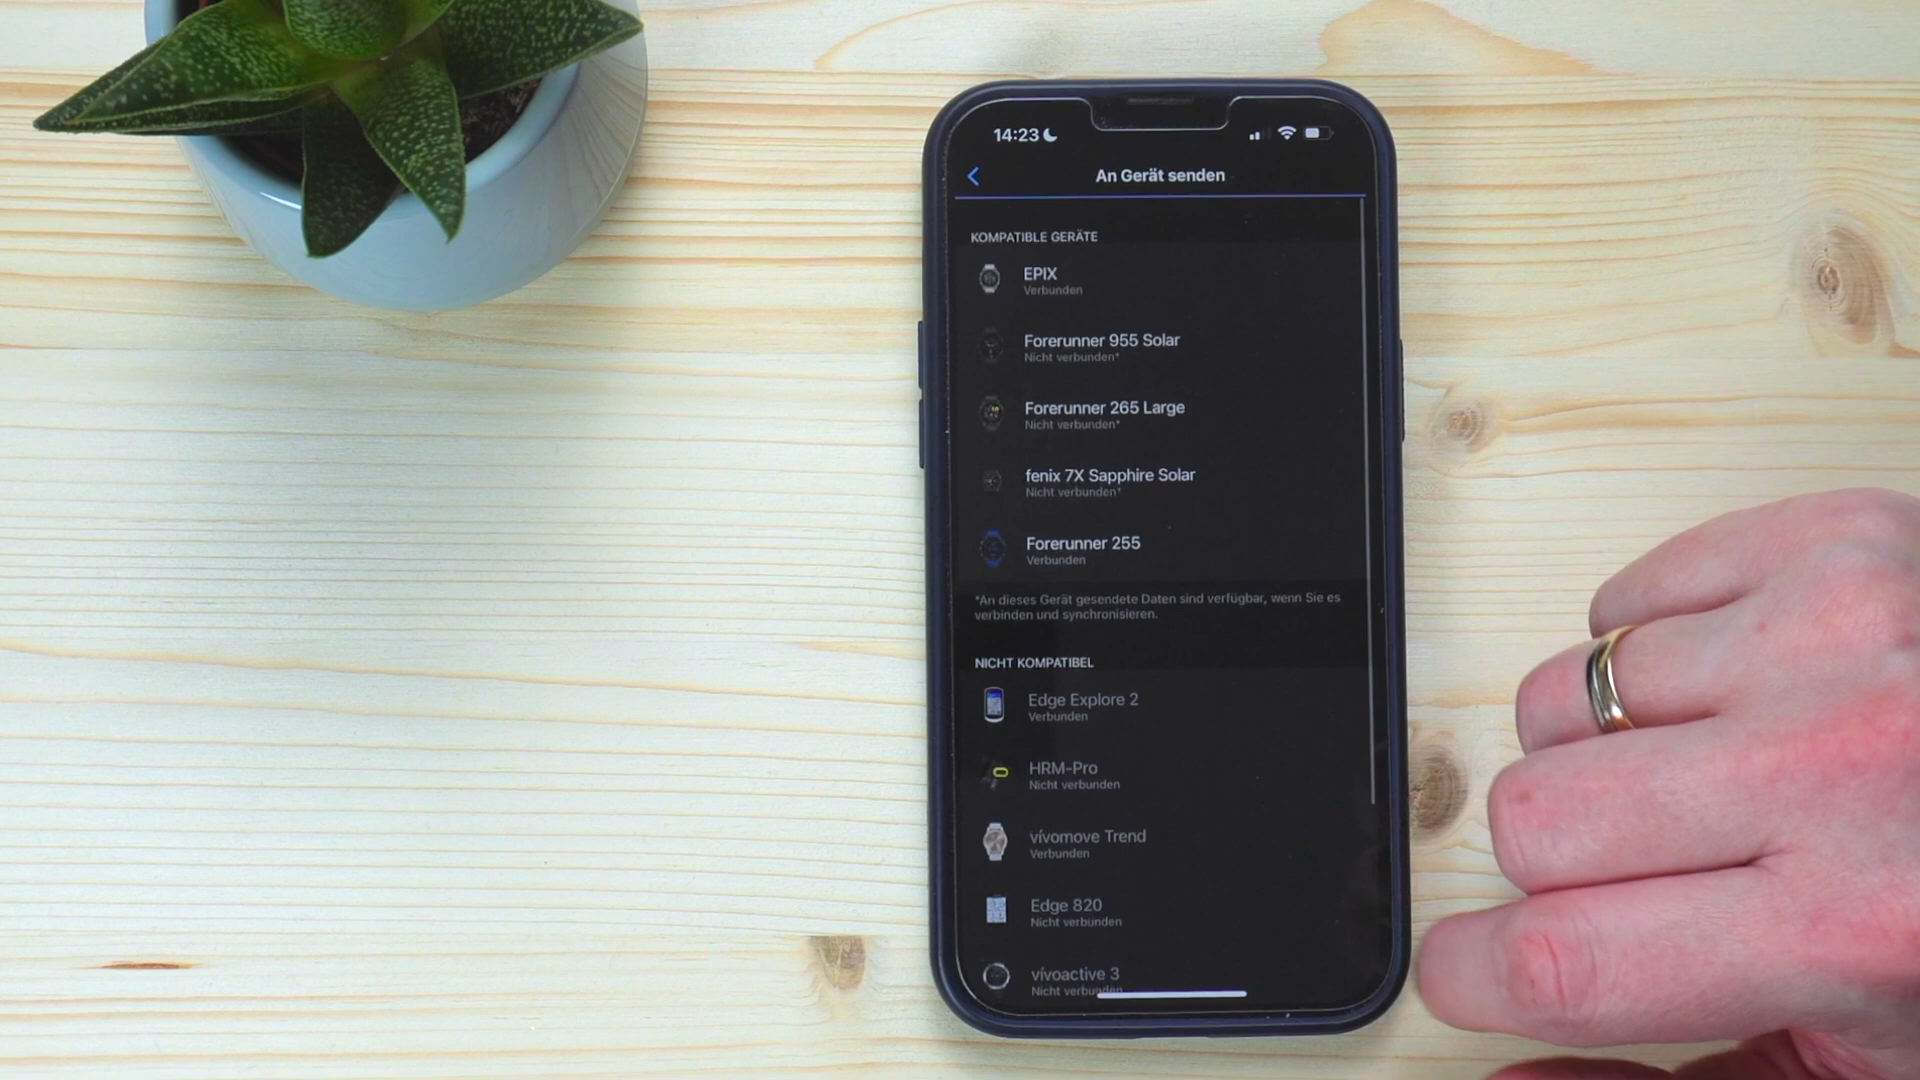 14:23
An Gerät senden
KOMPATIBLE GERÄTE
EPIX
Verbunden
Forerunner 955 Solar
Nicht verbunden*
Forerunner 265 Large
Nicht verbunden*
fenix 7X Sapphire Solar
Nicht verbunden*
Forerunner 255
Verbunden
*An dieses Gerät gesendete Daten sind verfügbar, wenn Sie es
verbinden und synchronisieren.
NICHT KOMPATIBEL
Edge Explore 2
Verbunden
HRM-Pro
Nicht verbunden
vívomove Trend
Verbunden
Edge 820
Nicht verbunden
vívoactive 3
Nicht verbunden